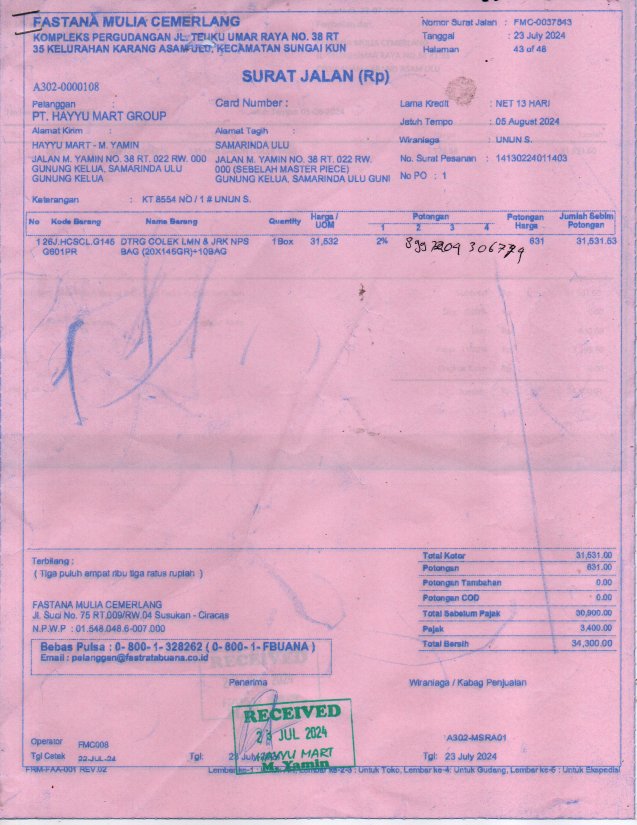 FASTANA MULIA CEMERLANG
KOMPLEKS PERGUDANGAN JL. TEUKU UMAR RAYA NO. 38 RT
35 KELURAHAN KARANG ASAM ULU, KECAMATAN SUNGAI KUN
Nomor Surat Jalan : FMC-0037843
Tanggal : 23 July 2024
Halaman : 43 of 48
SURAT JALAN (Rp)
A302-0000108
Pelanggan :
PT. HAYYU MART GROUP
Card Number :
Lama Kredit : NET 13 HARI
Jatuh Tempo : 05 August 2024
Wiraniaga : UNUN S.
No. Surat Pesanan : 14130224011403
No PO : 1
Alamat Kirim :
HAYYU MART - M. YAMIN
JALAN M. YAMIN NO. 38 RT. 022 RW. 000
GUNUNG KELUA, SAMARINDA ULU
GUNUNG KELUA
Alamat Tagih :
SAMARINDA ULU
JALAN M. YAMIN NO. 38 RT. 022 RW.
000 (SEBELAH MASTER PIECE)
GUNUNG KELUA, SAMARINDA ULU GUNI
Keterangan : KT 8554 NO / 1 # UNUN S.
No Kode Barang Nama Barang Quantity Harga / UOM Potongan 1 2 3 4 Potongan Harga Jumlah Seblm Potongan
1 26J.HCSCL.G145 DTRG COLEK LMN & JRK NPS 1 Box 31,532 2% 631 31,531.53
G601PR BAG (20X145GR)+10BAG
Terbilang :
( Tiga puluh ampat ribu tiga ratus rupiah )
Total Kotor 31,531.00
Potongan 631.00
Potongan Tambahan 0.00
Potongan COD 0.00
Total Sebelum Pajak 30,900.00
Pajak 3,400.00
Total Bersih 34,300.00
FASTANA MULIA CEMERLANG
Jl. Suci No. 75 RT.009/RW.04 Susukan - Ciracas
N.P.W.P : 01.548.048.6-007.000
Bebas Pulsa : 0- 800- 1- 328262 ( 0- 800- 1- FBUANA )
Email : pelanggan@fastratabuana.co.id
Penerima
Wiraniaga / Kabag Penjualan
RECEIVED
23 JUL 2024
HAYYU MART
M. Yamin
A302-MSRA01
Operator FMC008
Tgl Cetak 22-JUL-24
Tgl: 23 July
Tgl: 23 July 2024
FRM-FAA-001 REV.02
Lembar ke-2-3 : Untuk Toko, Lembar ke-4: Untuk Gudang, Lembar ke-5 : Untuk Ekspedisi